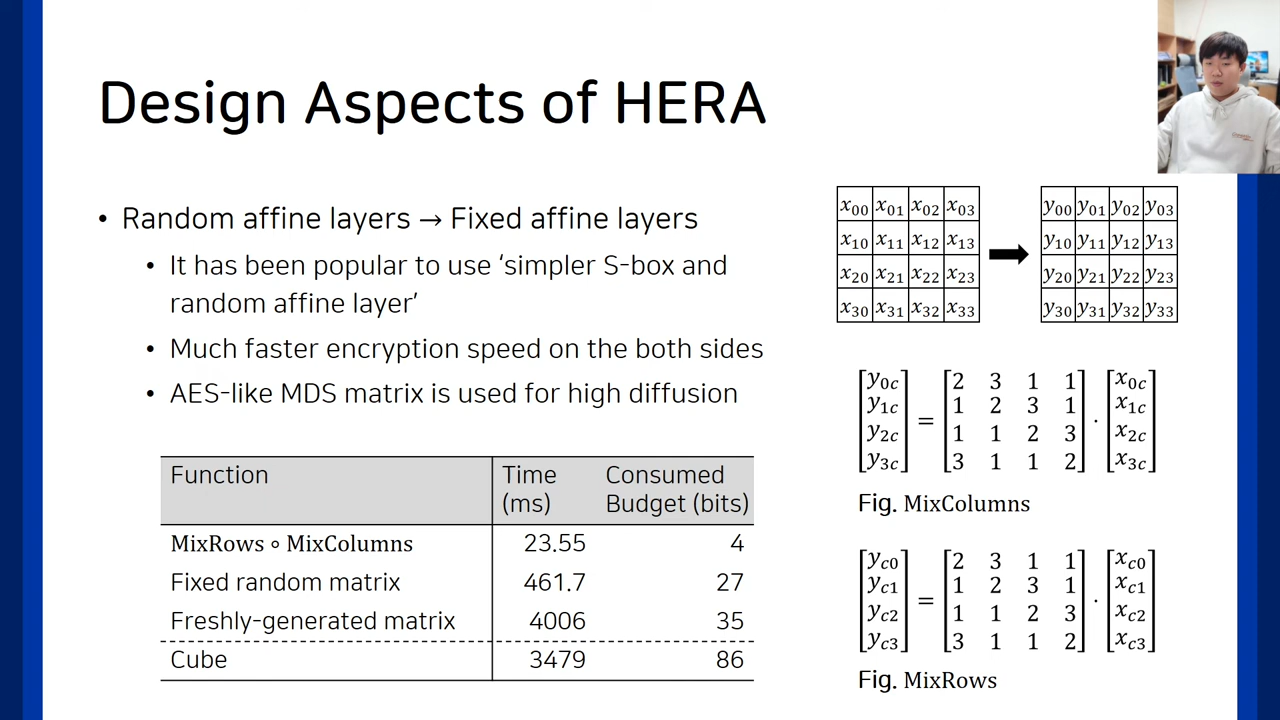 Design Aspects of HERA
• Random affine layers → Fixed affine layers
• It has been popular to use ‘simpler S-box and
random affine layer’
• Much faster encryption speed on the both sides
• AES-like MDS matrix is used for high diffusion
Function Time (ms) Consumed Budget (bits)
MixRows ∘ MixColumns 23.55 4
Fixed random matrix 461.7 27
Freshly-generated matrix 4006 35
Cube 3479 86
x00 x01 x02 x03 y00 y01 y02 y03
x10 x11 x12 x13 y10 y11 y12 y13
x20 x21 x22 x23 y20 y21 y22 y23
x30 x31 x32 x33 y30 y31 y32 y33
y0c 2 3 1 1 x0c
y1c = 1 2 3 1 · x1c
y2c 1 1 2 3 x2c
y3c 3 1 1 2 x3c
Fig. MixColumns
yc0 2 3 1 1 xc0
yc1 = 1 2 3 1 · xc1
yc2 1 1 2 3 xc2
yc3 3 1 1 2 xc3
Fig. MixRows